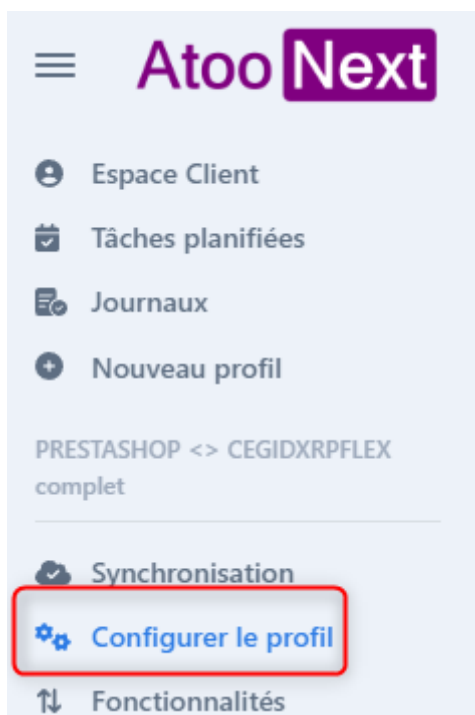 Atoo Next
Espace Client
Tâches planifiées
Journaux
Nouveau profil
PRESTASHOP <> CEGIDXRPFLEX
complet
Synchronisation
Configurer le profil
Fonctionnalités